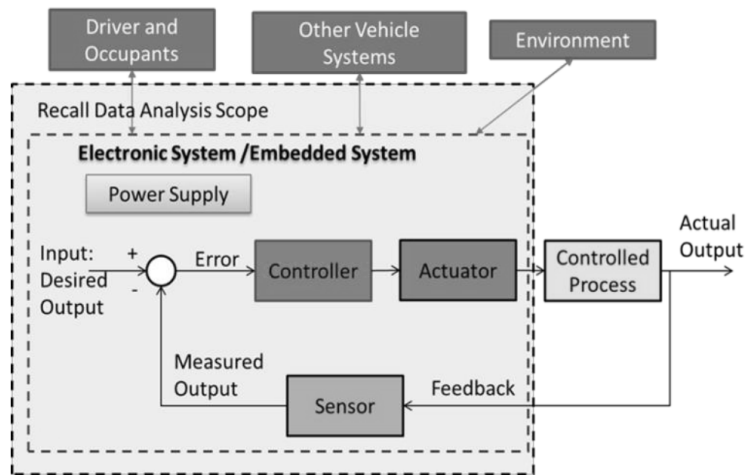 Driver and
Occupants
Other Vehicle
Systems
Environment
Recall Data Analysis Scope
Electronic System /Embedded System
Power Supply
Input:
Desired
Output
+
-
Error
Controller
Actuator
Controlled
Process
Actual
Output
Measured
Output
Sensor
Feedback